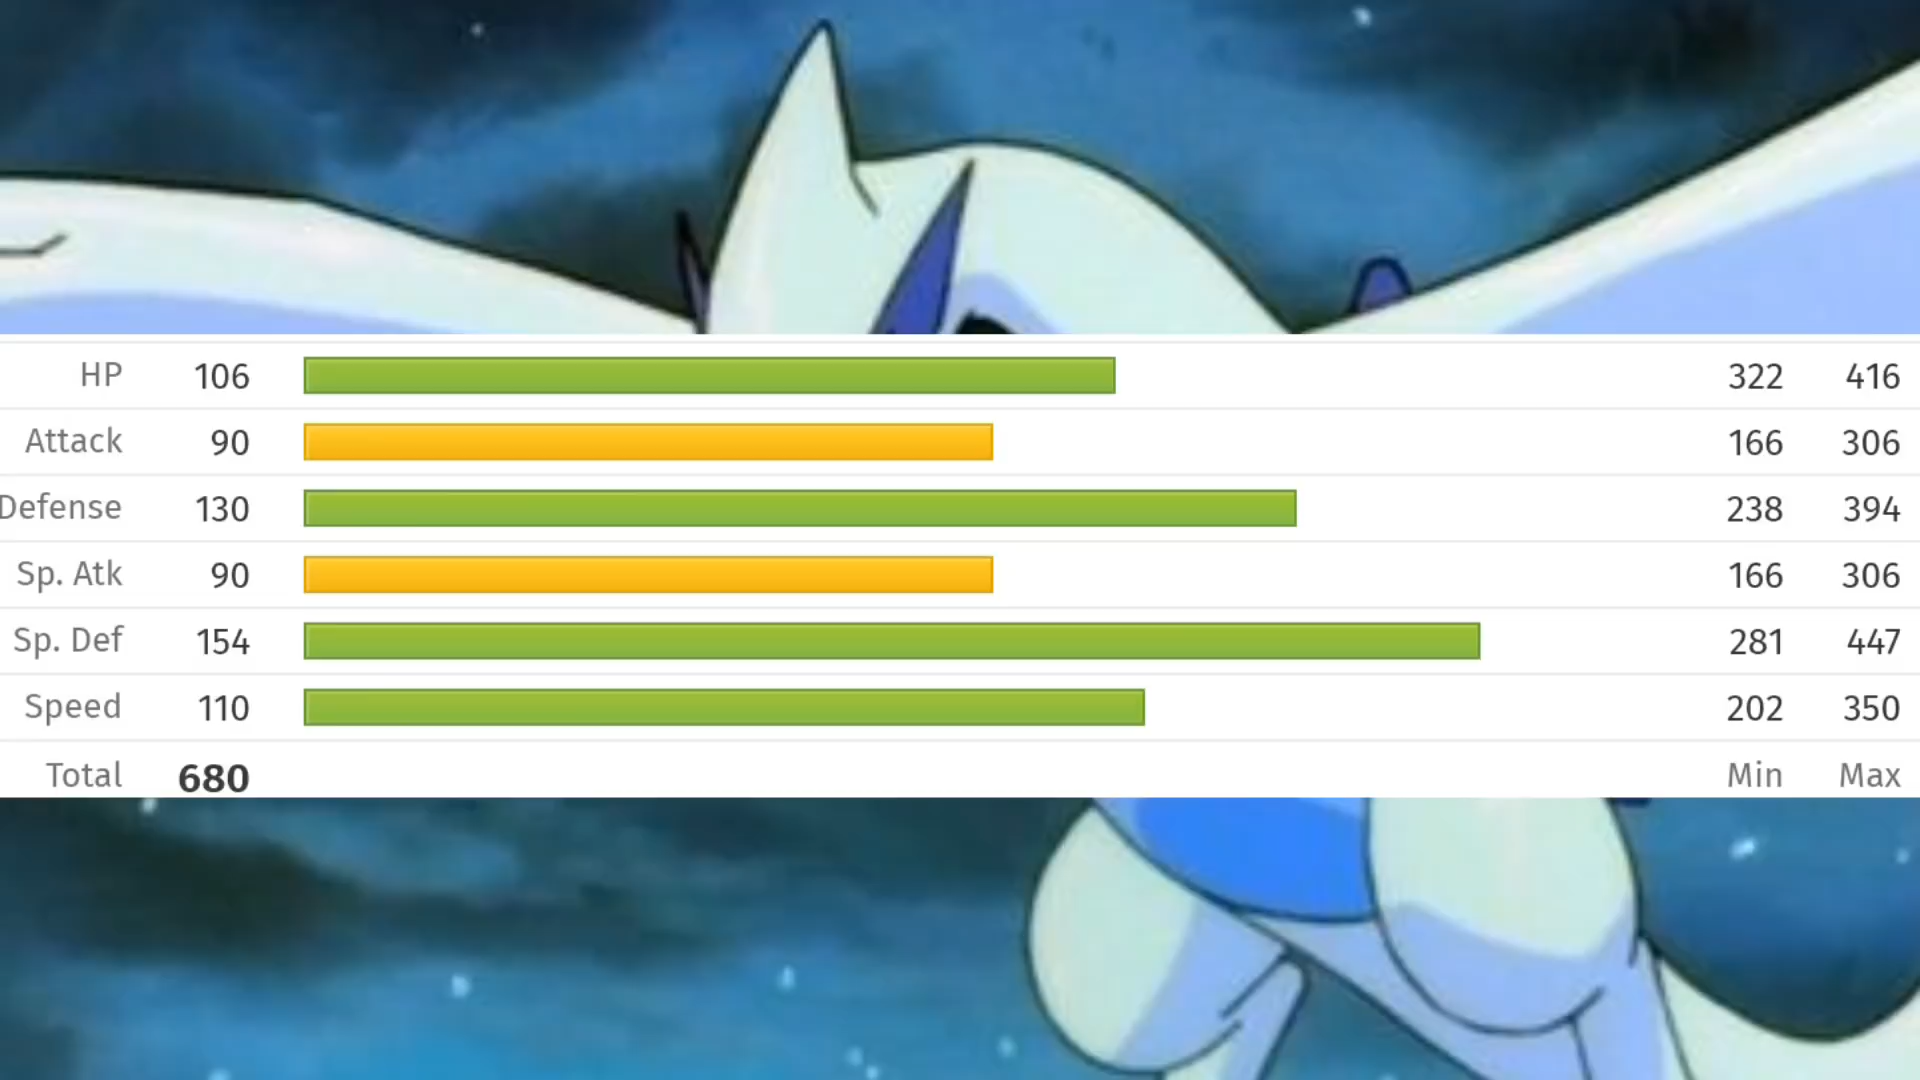 HP 106 322 416
Attack 90 166 306
Defense 130 238 394
Sp. Atk 90 166 306
Sp. Def 154 281 447
Speed 110 202 350
Total 680 Min Max